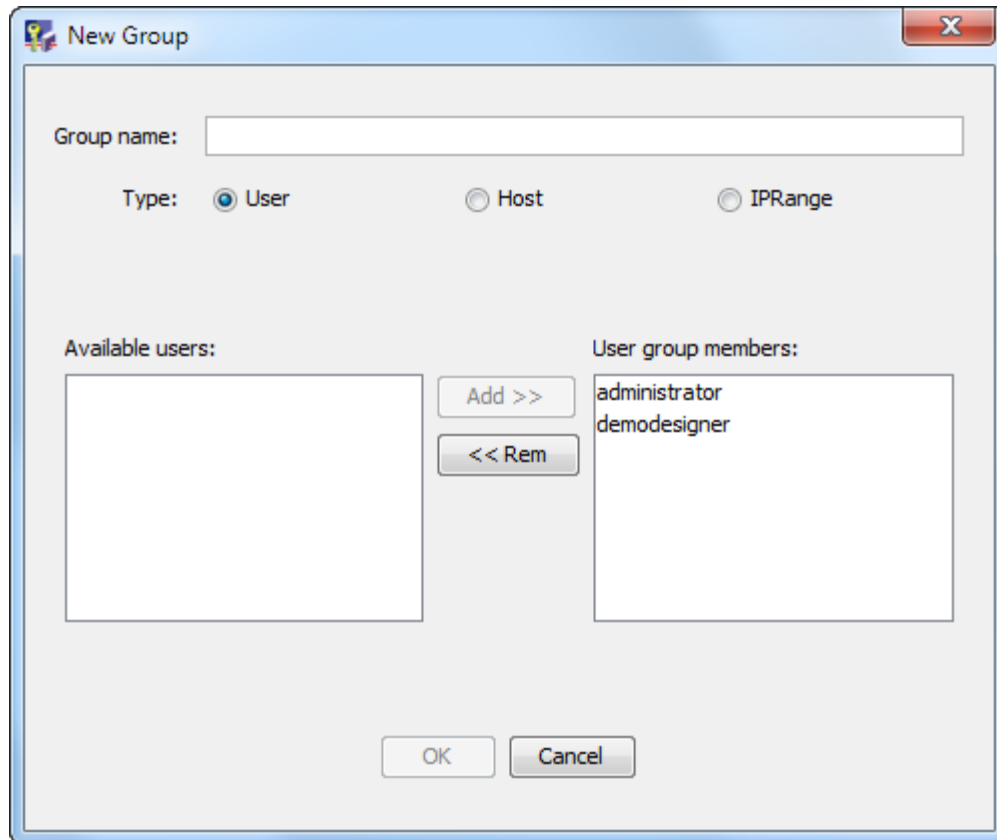 New Group
Group name:
Type: User Host IPRange
Available users: User group members:
Add >> administrator
demodesigner
<< Rem
OK Cancel